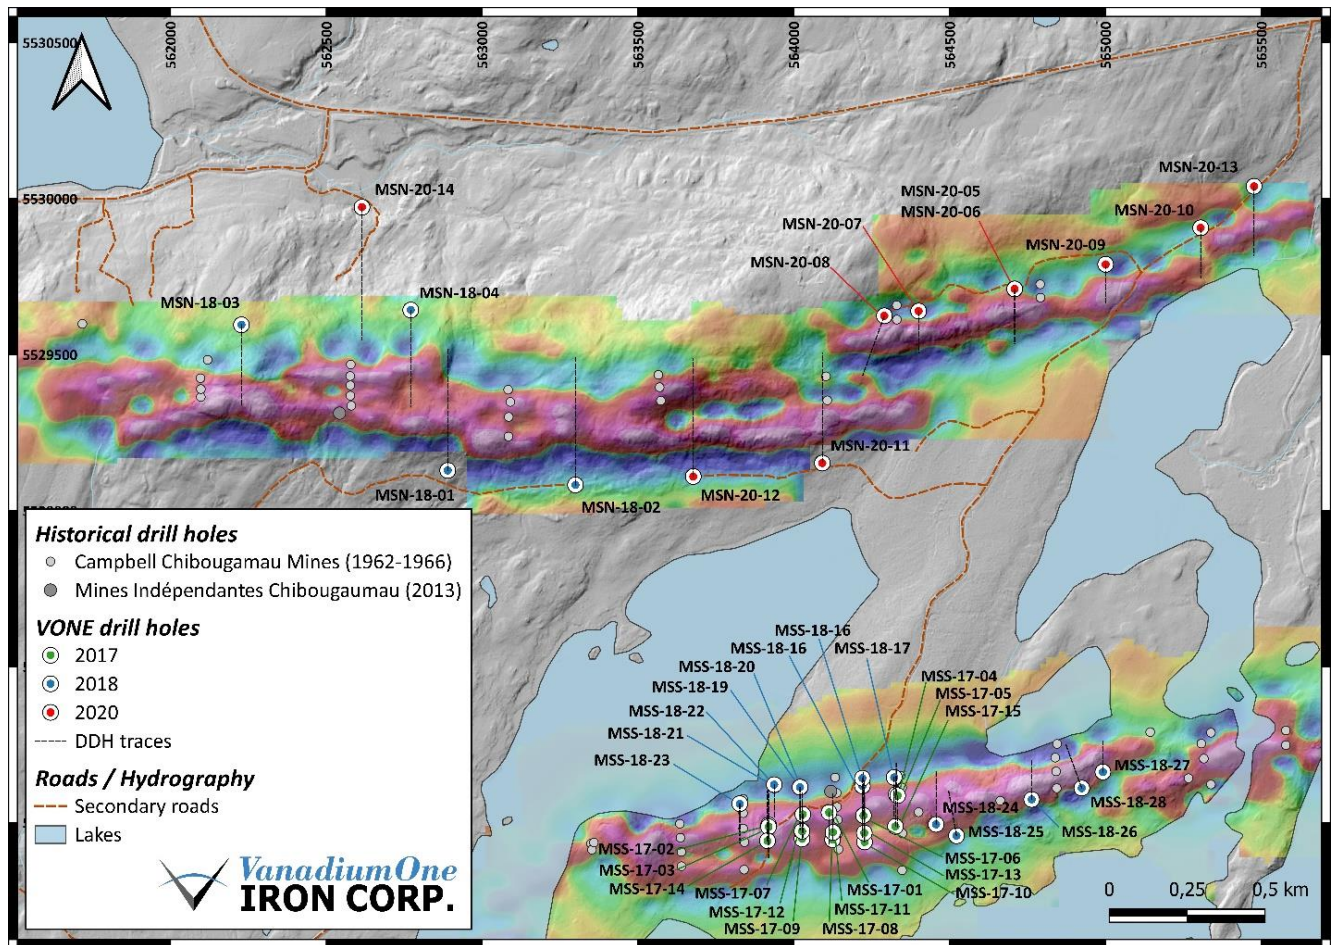 562000
562500
563000
563500
564000
564500
565000
565500
5530500
5530000
5529500
MSN-20-14
MSN-20-13
MSN-20-05
MSN-20-06
MSN-20-10
MSN-20-07
MSN-20-09
MSN-20-08
MSN-18-03
MSN-18-04
MSN-20-11
MSN-18-01
MSN-20-12
MSN-18-02
Historical drill holes
Campbell Chibougamau Mines (1962-1966)
Mines Indépendantes Chibougaumau (2013)
VONE drill holes
2017
2018
2020
DDH traces
Roads / Hydrography
Secondary roads
Lakes
VanadiumOne
IRON CORP.
MSS-18-16
MSS-18-16
MSS-18-17
MSS-18-20
MSS-18-19
MSS-18-22
MSS-18-21
MSS-18-23
MSS-17-04
MSS-17-05
MSS-17-15
MSS-18-27
MSS-18-28
MSS-18-24
MSS-18-25
MSS-18-26
MSS-17-02
MSS-17-03
MSS-17-14
MSS-17-07
MSS-17-12
MSS-17-09
MSS-17-01
MSS-17-11
MSS-17-08
MSS-17-06
MSS-17-13
MSS-17-10
0 0,25 0,5 km